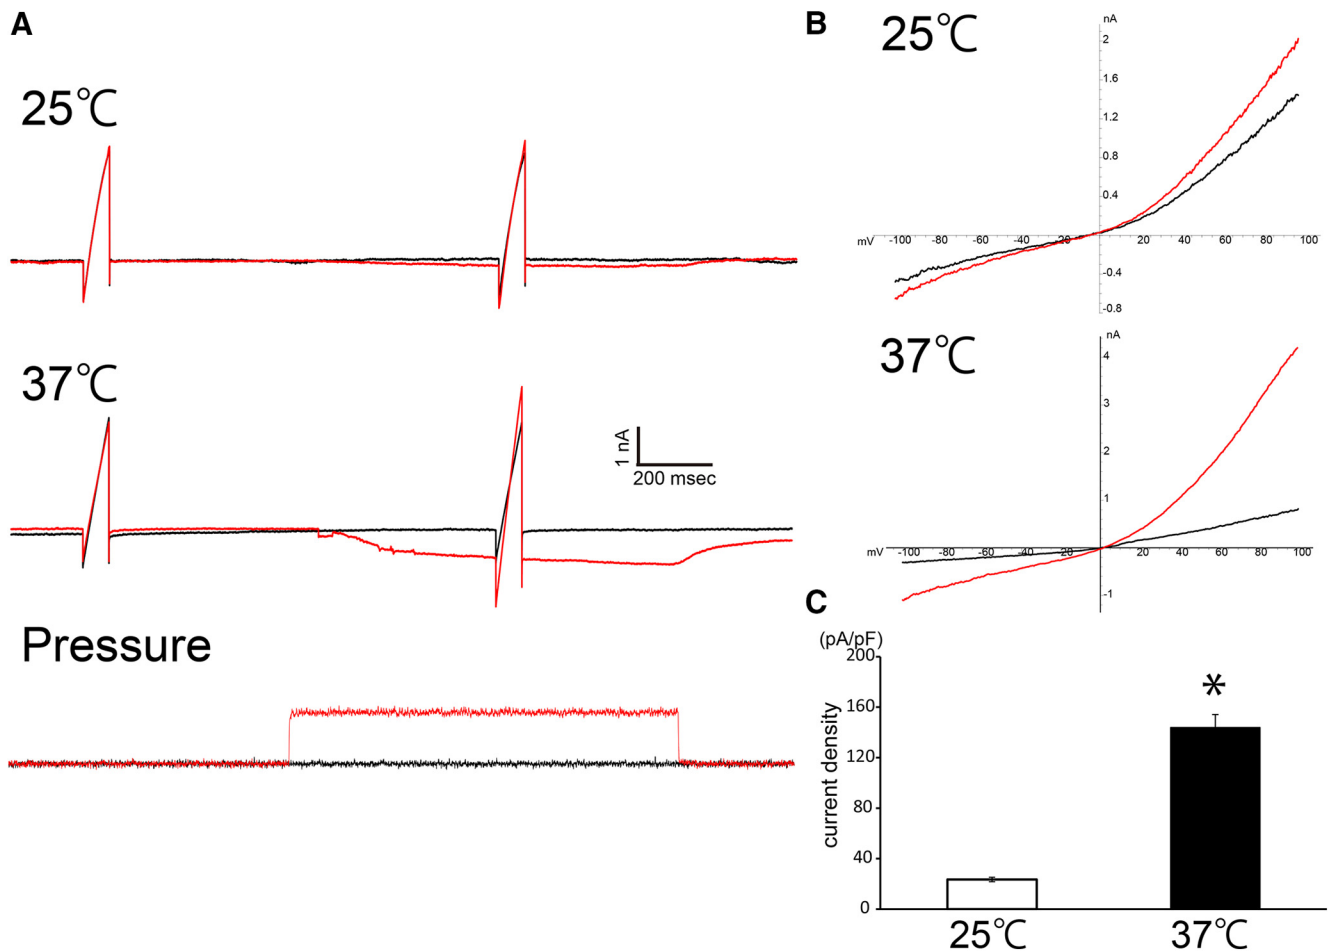 A
25℃
37℃
1 nA
200 msec
Pressure
B
25℃
nA
2
1.6
1.2
0.8
0.4
mV -100 -80 -60 -40 -20 20 40 60 80 100
-0.4
-0.8
37℃
nA
4
3
2
1
mV -100 -80 -60 -40 -20 20 40 60 80 100
-1
C
(pA/pF)
200
160
120
80
40
0
current density
*
25℃ 37℃